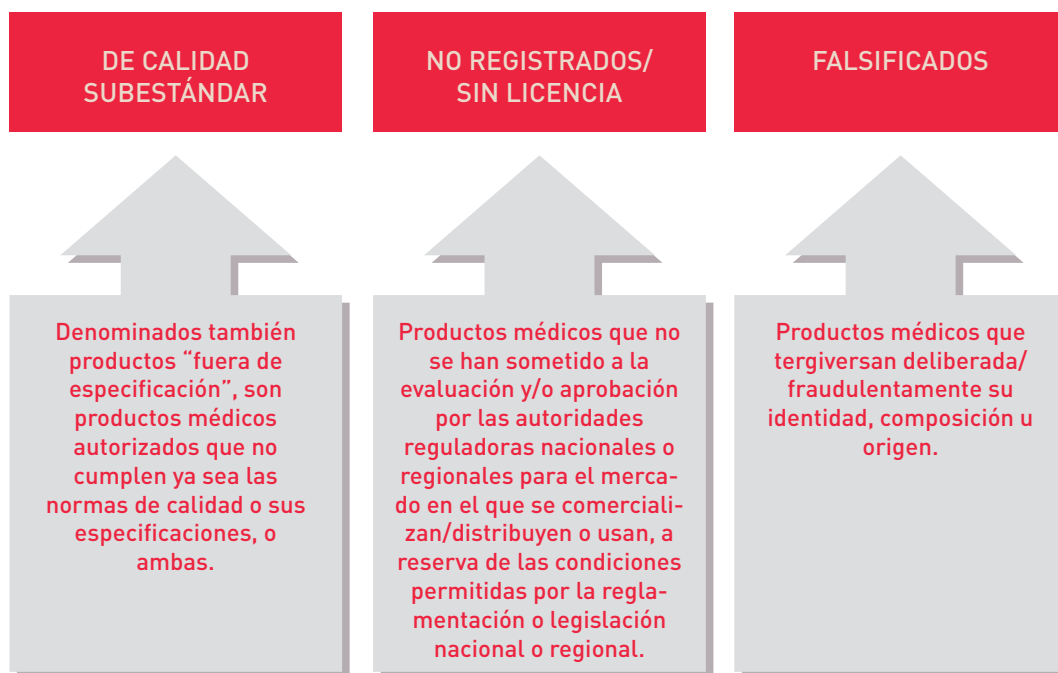 DE CALIDAD
SUBESTÁNDAR
NO REGISTRADOS/
SIN LICENCIA
FALSIFICADOS
Denominados también
productos “fuera de
especificación”, son
productos médicos
autorizados que no
cumplen ya sea las
normas de calidad o sus
especificaciones, o
ambas.
Productos médicos que no
se han sometido a la
evaluación y/o aprobación
por las autoridades
reguladoras nacionales o
regionales para el merca-
do en el que se comerciali-
zan/distribuyen o usan, a
reserva de las condiciones
permitidas por la regla-
mentación o legislación
nacional o regional.
Productos médicos que
tergiversan deliberada/
fraudulentamente su
identidad, composición u
origen.